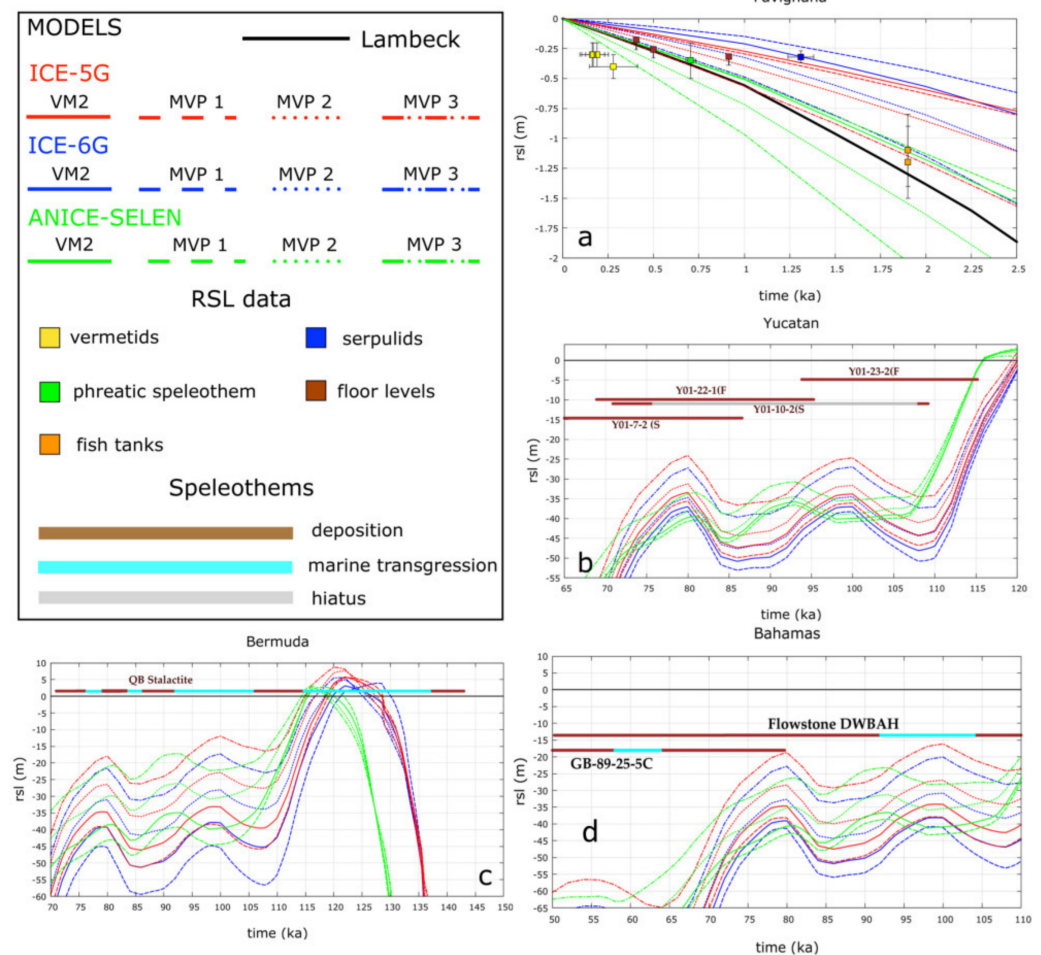 MODELS
Lambeck
ICE-5G
VM2 MVP 1 MVP 2 MVP 3
ICE-6G
VM2 MVP 1 MVP 2 MVP 3
ANICE-SELEN
VM2 MVP 1 MVP 2 MVP 3
RSL data
vermetids serpulids
phreatic speleothem floor levels
fish tanks
Speleothems
deposition
marine transgression
hiatus
Favignana
0
-0.25
-0.5
-0.75
-1
-1.25
-1.5
-1.75
-2
rsl (m)
a
0 0.25 0.5 0.75 1 1.25 1.5 1.75 2 2.25 2.5
time (ka)
Yucatan
0
-5
-10
-15
-20
-25
-30
-35
-40
-45
-50
-55
rsl (m)
Y01-23-2(F
Y01-22-1(F
Y01-10-2(S
Y01-7-2 (S
b
65 70 75 80 85 90 95 100 105 110 115 120
time (ka)
Bermuda
10
5
0
-5
-10
-15
-20
-25
-30
-35
-40
-45
-50
-55
-60
rsl (m)
QB Stalactite
c
70 75 80 85 90 95 100 105 110 115 120 125 130 135 140 145 150
time (ka)
Bahamas
10
5
0
-5
-10
-15
-20
-25
-30
-35
-40
-45
-50
-55
-60
-65
rsl (m)
Flowstone DWBAH
GB-89-25-5C
d
50 55 60 65 70 75 80 85 90 95 100 105 110
time (ka)